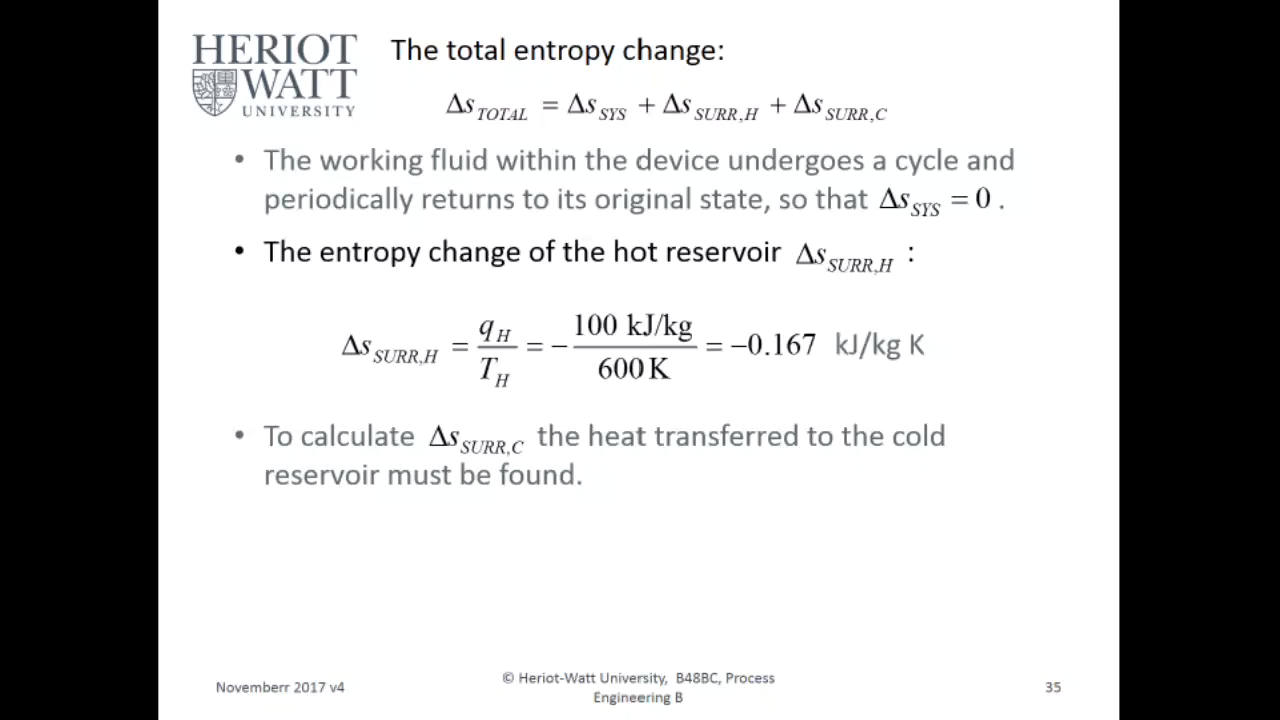 HERIOT
WATT
UNIVERSITY
The total entropy change:
Δs_TOTAL = Δs_SYS + Δs_SURR,H + Δs_SURR,C
• The working fluid within the device undergoes a cycle and
periodically returns to its original state, so that Δs_SYS = 0 .
• The entropy change of the hot reservoir Δs_SURR,H :
Δs_SURR,H = q_H / T_H = − 100 kJ/kg / 600 K = −0.167 kJ/kg K
• To calculate Δs_SURR,C the heat transferred to the cold
reservoir must be found.
Novemberr 2017 v4
© Heriot-Watt University, B48BC, Process
Engineering B
35